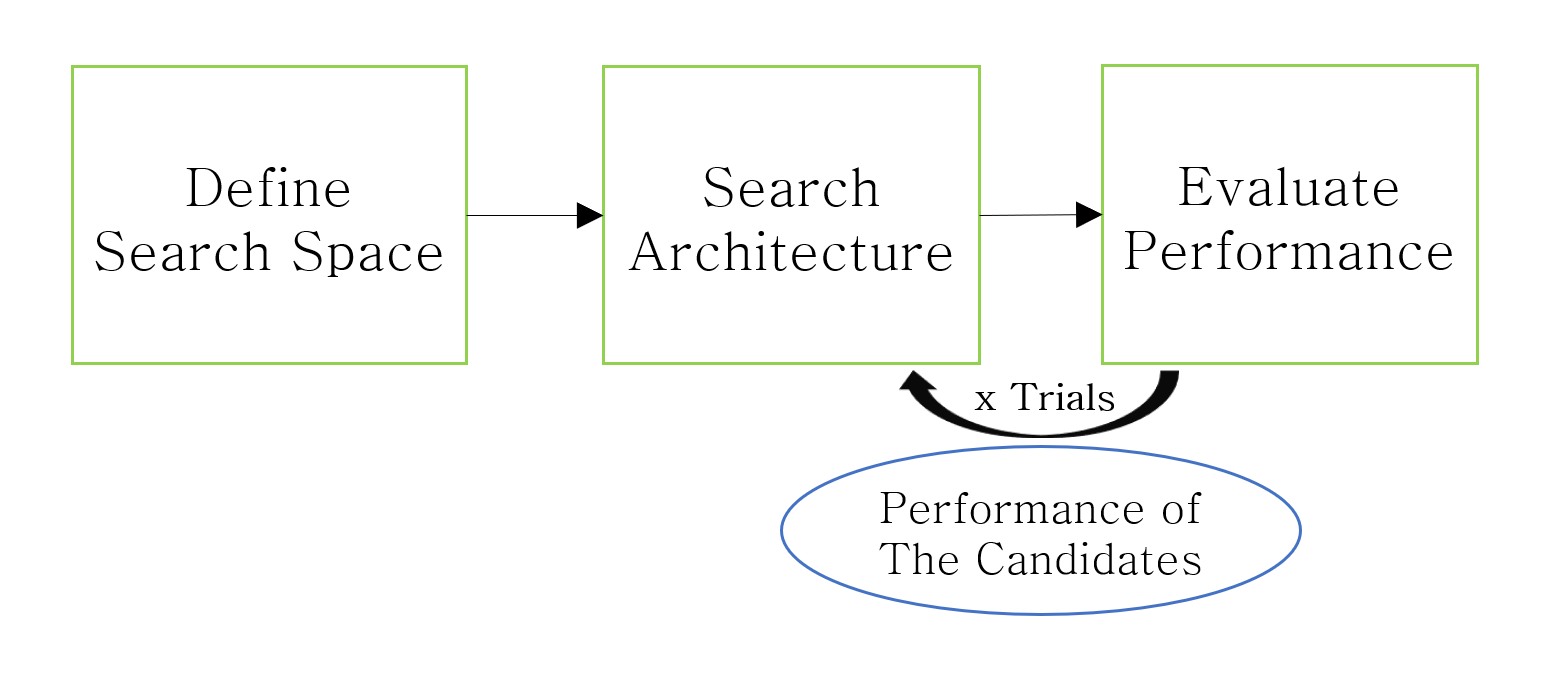 Define
Search Space
Search
Architecture
Evaluate
Performance
x Trials
Performance of
The Candidates